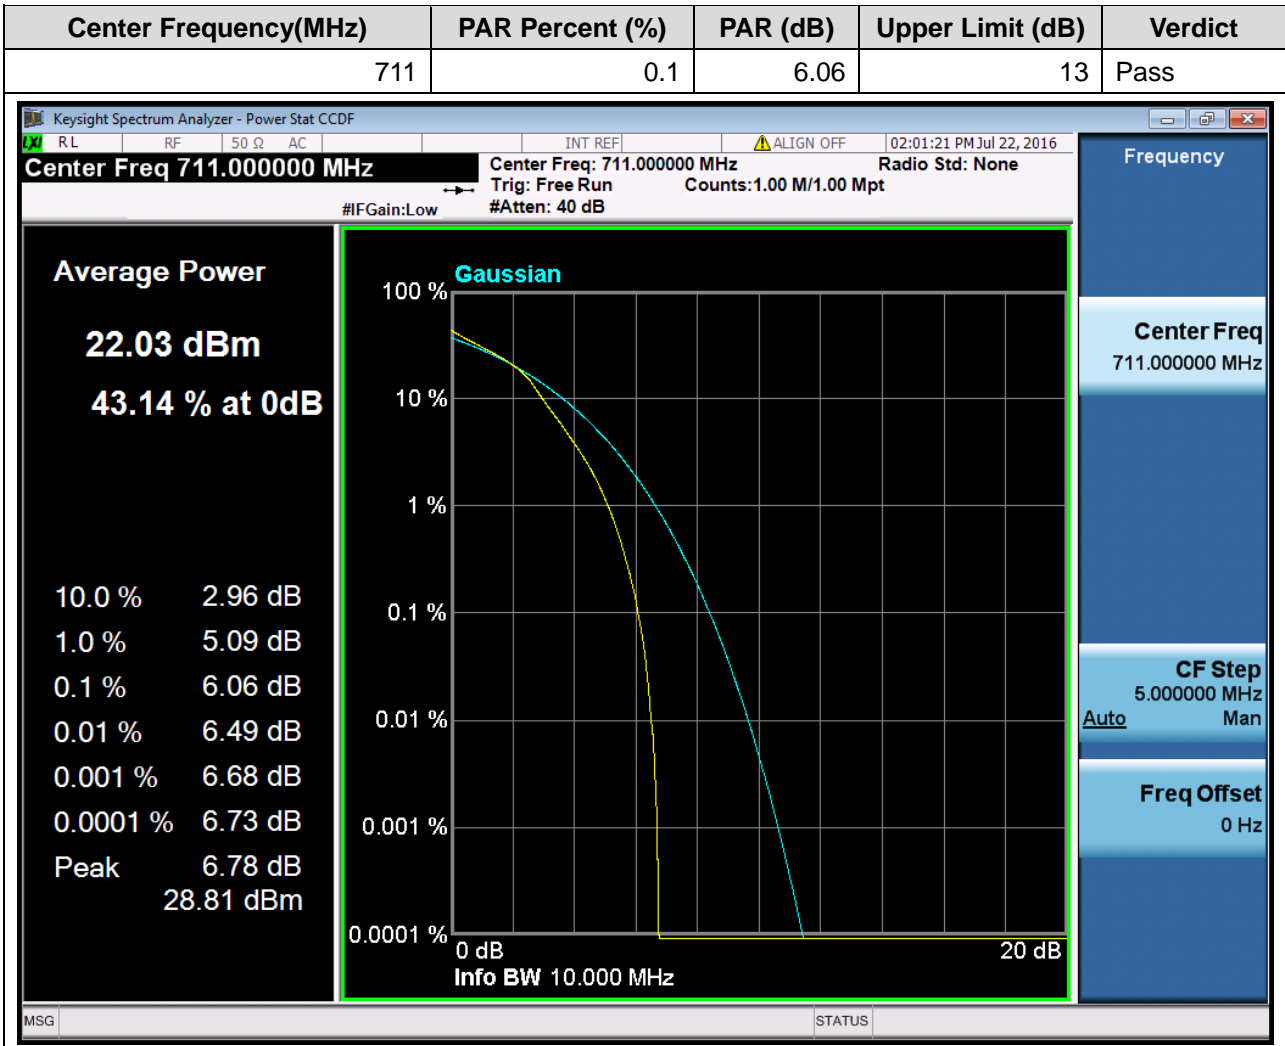 Center Frequency(MHz) PAR Percent (%) PAR (dB) Upper Limit (dB) Verdict
711 0.1 6.06 13 Pass
Keysight Spectrum Analyzer - Power Stat CCDF
LXI RL RF 50 Ω AC INT REF ALIGN OFF 02:01:21 PM Jul 22, 2016
Center Freq 711.000000 MHz
Center Freq: 711.000000 MHz Radio Std: None
Trig: Free Run Counts:1.00 M/1.00 Mpt
#IFGain:Low #Atten: 40 dB
Average Power
22.03 dBm
43.14 % at 0dB
10.0 % 2.96 dB
1.0 % 5.09 dB
0.1 % 6.06 dB
0.01 % 6.49 dB
0.001 % 6.68 dB
0.0001 % 6.73 dB
Peak 6.78 dB
28.81 dBm
Gaussian
100 %
10 %
1 %
0.1 %
0.01 %
0.001 %
0.0001 %
0 dB 20 dB
Info BW 10.000 MHz
Frequency
Center Freq
711.000000 MHz
CF Step
5.000000 MHz
Auto Man
Freq Offset
0 Hz
MSG STATUS